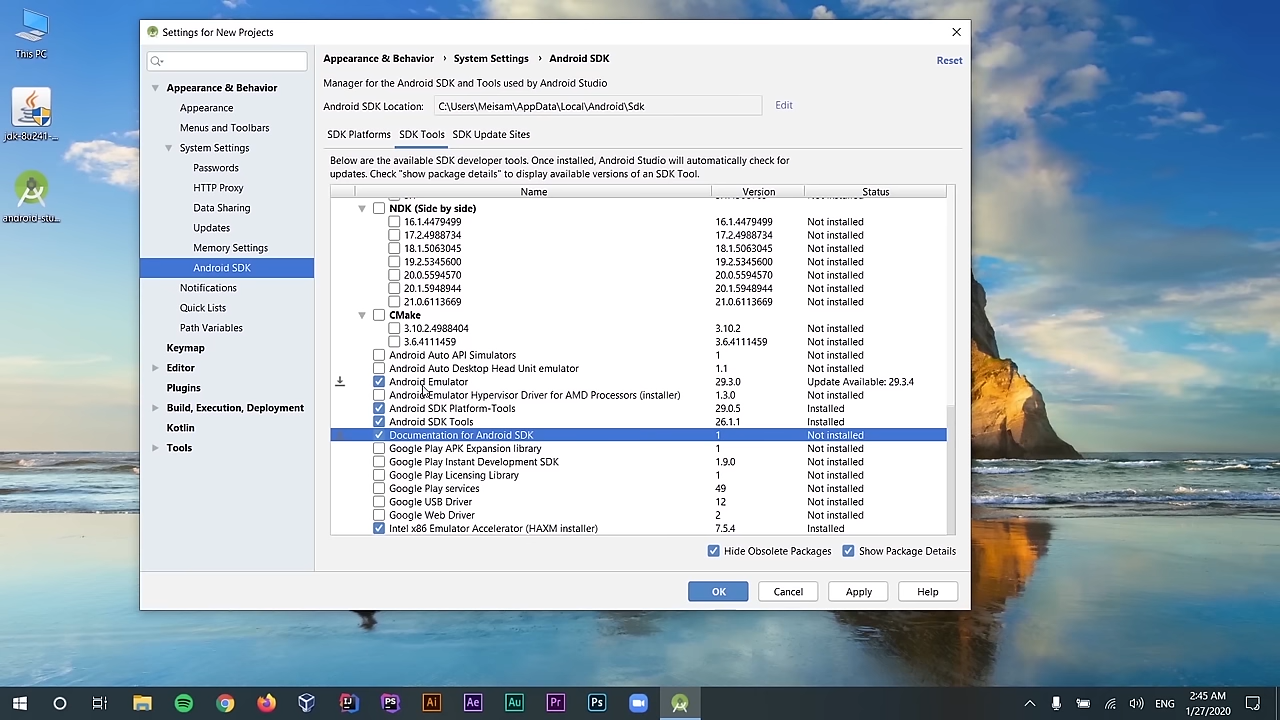 This PC
jdk-8u241-...
android-stu...
Settings for New Projects
Appearance & Behavior
Appearance
Menus and Toolbars
System Settings
Passwords
HTTP Proxy
Data Sharing
Updates
Memory Settings
Android SDK
Notifications
Quick Lists
Path Variables
Keymap
Editor
Plugins
Build, Execution, Deployment
Kotlin
Tools
Appearance & Behavior › System Settings › Android SDK
Reset
Manager for the Android SDK and Tools used by Android Studio
Android SDK Location: C:\Users\Meisam\AppData\Local\Android\Sdk Edit
SDK Platforms SDK Tools SDK Update Sites
Below are the available SDK developer tools. Once installed, Android Studio will automatically check for
updates. Check "show package details" to display available versions of an SDK Tool.
Name Version Status
NDK (Side by side)
16.1.4479499 16.1.4479499 Not installed
17.2.4988734 17.2.4988734 Not installed
18.1.5063045 18.1.5063045 Not installed
19.2.5345600 19.2.5345600 Not installed
20.0.5594570 20.0.5594570 Not installed
20.1.5948944 20.1.5948944 Not installed
21.0.6113669 21.0.6113669 Not installed
CMake
3.10.2.4988404 3.10.2 Not installed
3.6.4111459 3.6.4111459 Not installed
Android Auto API Simulators 1 Not installed
Android Auto Desktop Head Unit emulator 1.1 Not installed
Android Emulator 29.3.0 Update Available: 29.3.4
Android Emulator Hypervisor Driver for AMD Processors (installer) 1.3.0 Not installed
Android SDK Platform-Tools 29.0.5 Installed
Android SDK Tools 26.1.1 Installed
Documentation for Android SDK 1 Not installed
Google Play APK Expansion library 1 Not installed
Google Play Instant Development SDK 1.9.0 Not installed
Google Play Licensing Library 1 Not installed
Google Play services 49 Not installed
Google USB Driver 12 Not installed
Google Web Driver 2 Not installed
Intel x86 Emulator Accelerator (HAXM installer) 7.5.4 Installed
Hide Obsolete Packages Show Package Details
OK Cancel Apply Help
PS Ai Ae Au Pr Ps
ENG
2:45 AM
1/27/2020